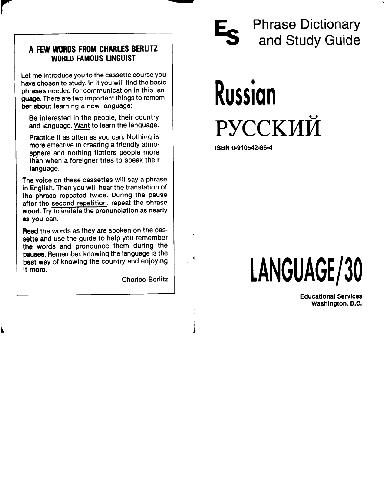 A FEW WORDS FROM CHARLES BERLITZ
WORLD FAMOUS LINGUIST
Let me introduce you to the cassette course you
have chosen to study. In it you will find the basic
phrases needed for communication in this lan-
guage. There are two important things to remem-
ber about learning a new language:
Be interested in the people, their country
and language. Want to learn the language.
Practice it as often as you can. Nothing is
more effective in creating a friendly atmo-
sphere and nothing flatters people more
than when a foreigner tries to speak their
language.
The voice on these cassettes will say a phrase
in English. Then you will hear the translation of
the phrase repeated twice. During the pause
after the second repetition, repeat the phrase
aloud. Try to imitate the pronunciation as nearly
as you can.
Read the words as they are spoken on the cas-
sette and use the guide to help you remember
the words and pronounce them during the
pauses. Remember, knowing the language is the
best way of knowing the country and enjoying
it more.
Charles Berlitz
ES
Phrase Dictionary
and Study Guide
Russian
РУССКИЙ
ISBN
LANGUAGE/30
Educational Services
Washington, D.C.